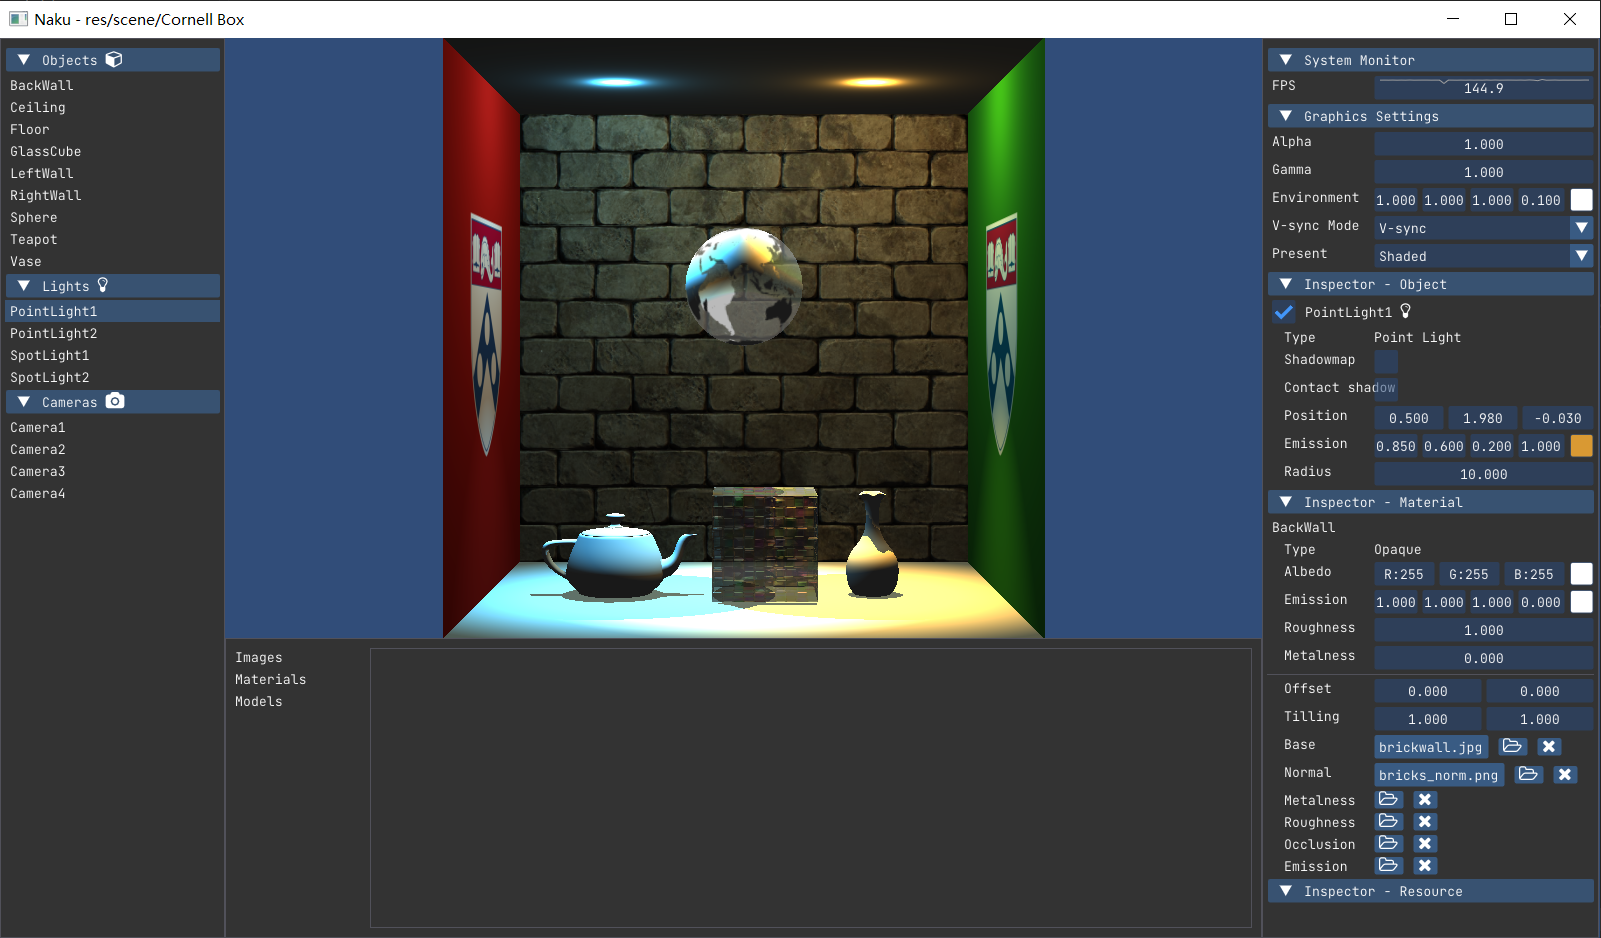 Naku - res/scene/Cornell Box
Objects
BackWall
Ceiling
Floor
GlassCube
LeftWall
RightWall
Sphere
Teapot
Vase
Lights
PointLight1
PointLight2
SpotLight1
SpotLight2
Cameras
Camera1
Camera2
Camera3
Camera4
Images
Materials
Models
System Monitor
FPS 144.9
Graphics Settings
Alpha 1.000
Gamma 1.000
Environment 1.000 1.000 1.000 0.100
V-sync Mode V-sync
Present Shaded
Inspector - Object
PointLight1
Type Point Light
Shadowmap
Contact shadow
Position 0.500 1.980 -0.030
Emission 0.850 0.600 0.200 1.000
Radius 10.000
Inspector - Material
BackWall
Type Opaque
Albedo R:255 G:255 B:255
Emission 1.000 1.000 1.000 0.000
Roughness 1.000
Metalness 0.000
Offset 0.000 0.000
Tilling 1.000 1.000
Base brickwall.jpg
Normal bricks_norm.png
Metalness
Roughness
Occlusion
Emission
Inspector - Resource